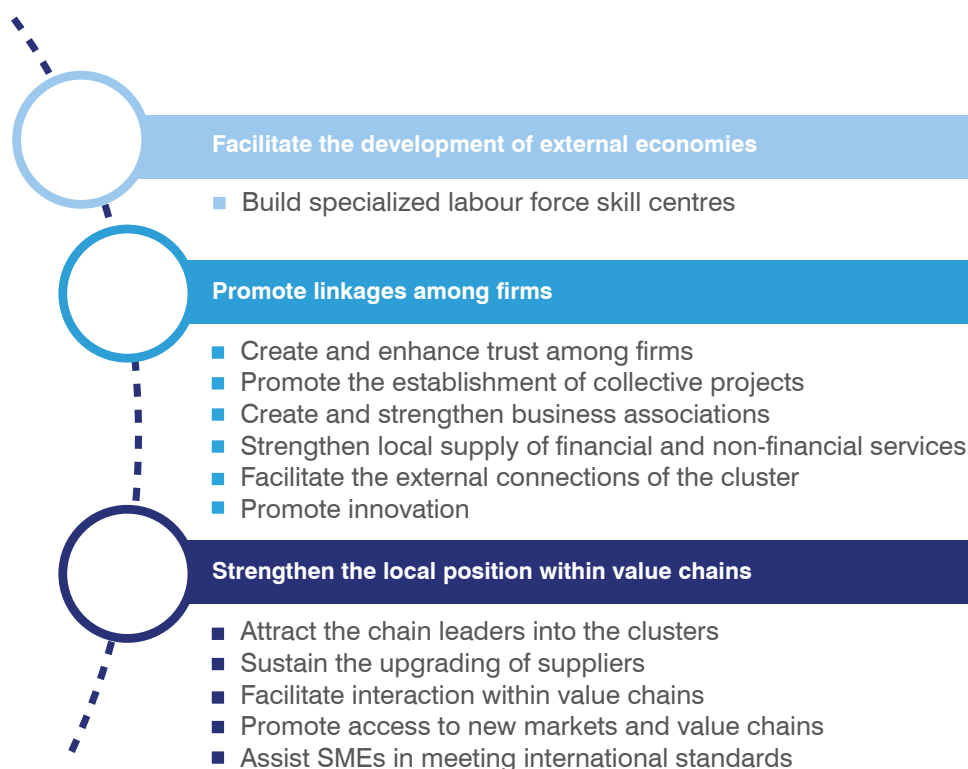 Facilitate the development of external economies
Build specialized labour force skill centres
Promote linkages among firms
Create and enhance trust among firms
Promote the establishment of collective projects
Create and strengthen business associations
Strengthen local supply of financial and non-financial services
Facilitate the external connections of the cluster
Promote innovation
Strengthen the local position within value chains
Attract the chain leaders into the clusters
Sustain the upgrading of suppliers
Facilitate interaction within value chains
Promote access to new markets and value chains
Assist SMEs in meeting international standards